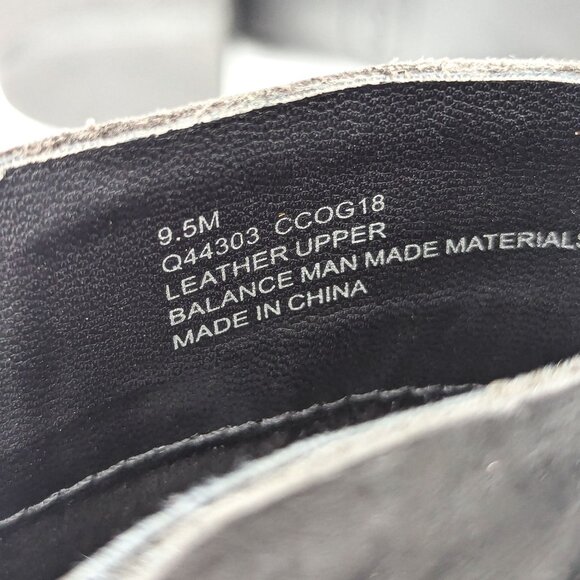 9.5M
Q44303 CCOG18
LEATHER UPPER
BALANCE MAN MADE MATERIALS
MADE IN CHINA